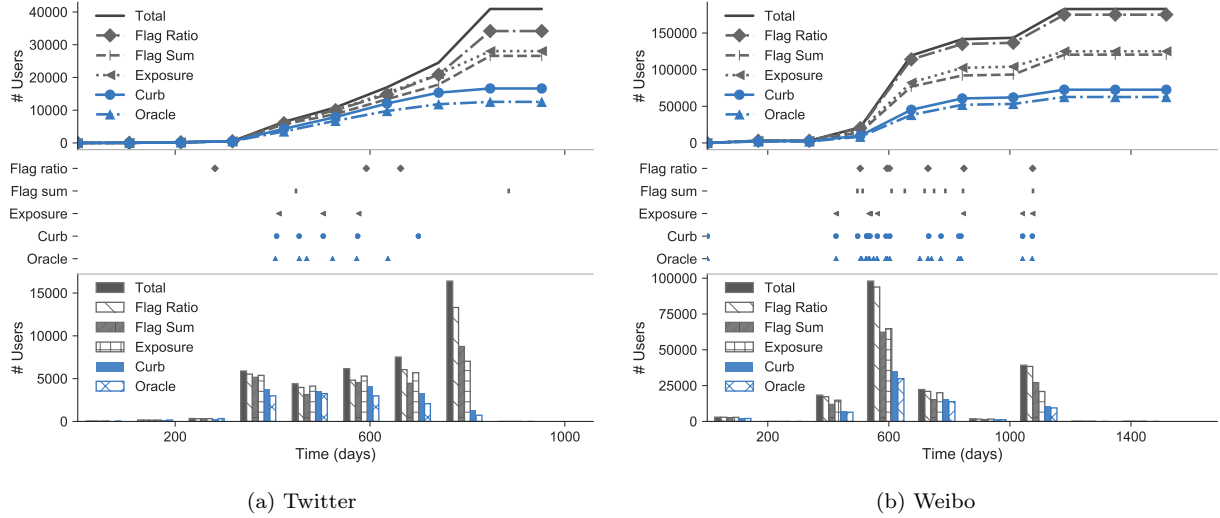 40000
30000
20000
10000
0
# Users
Total
Flag Ratio
Flag Sum
Exposure
Curb
Oracle
Flag ratio
Flag sum
Exposure
Curb
Oracle
15000
10000
5000
0
# Users
Total
Flag Ratio
Flag Sum
Exposure
Curb
Oracle
200 600 1000
Time (days)
(a) Twitter
150000
100000
50000
0
# Users
Total
Flag Ratio
Flag Sum
Exposure
Curb
Oracle
Flag ratio
Flag sum
Exposure
Curb
Oracle
100000
75000
50000
25000
0
# Users
Total
Flag Ratio
Flag Sum
Exposure
Curb
Oracle
200 600 1000 1400
Time (days)
(b) Weibo